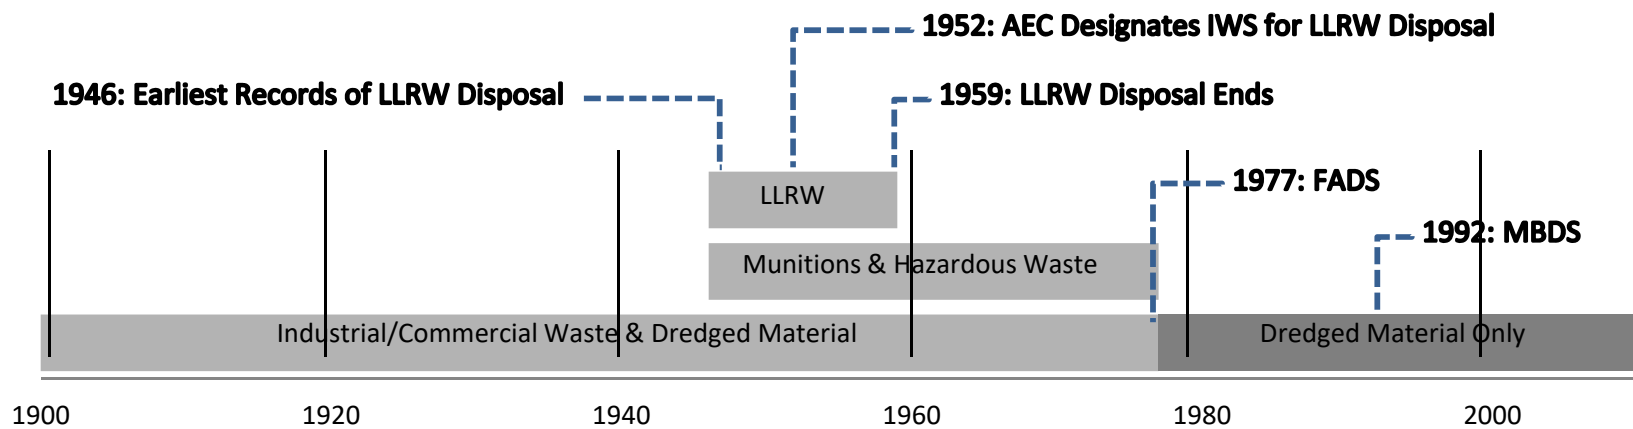 1952: AEC Designates IWS for LLRW Disposal
1946: Earliest Records of LLRW Disposal
1959: LLRW Disposal Ends
LLRW
1977: FADS
1992: MBDS
Munitions & Hazardous Waste
Industrial/Commercial Waste & Dredged Material
Dredged Material Only
1900
1920
1940
1960
1980
2000